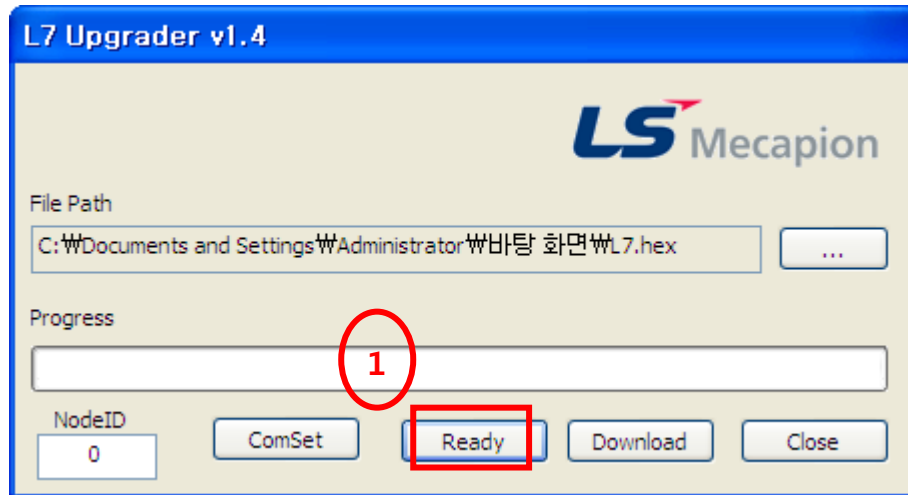 L7 Upgrader v1.4
LS Mecapion
File Path
C:₩Documents and Settings₩Administrator₩바탕 화면₩L7.hex
...
Progress
1
NodeID
0
ComSet
Ready
Download
Close